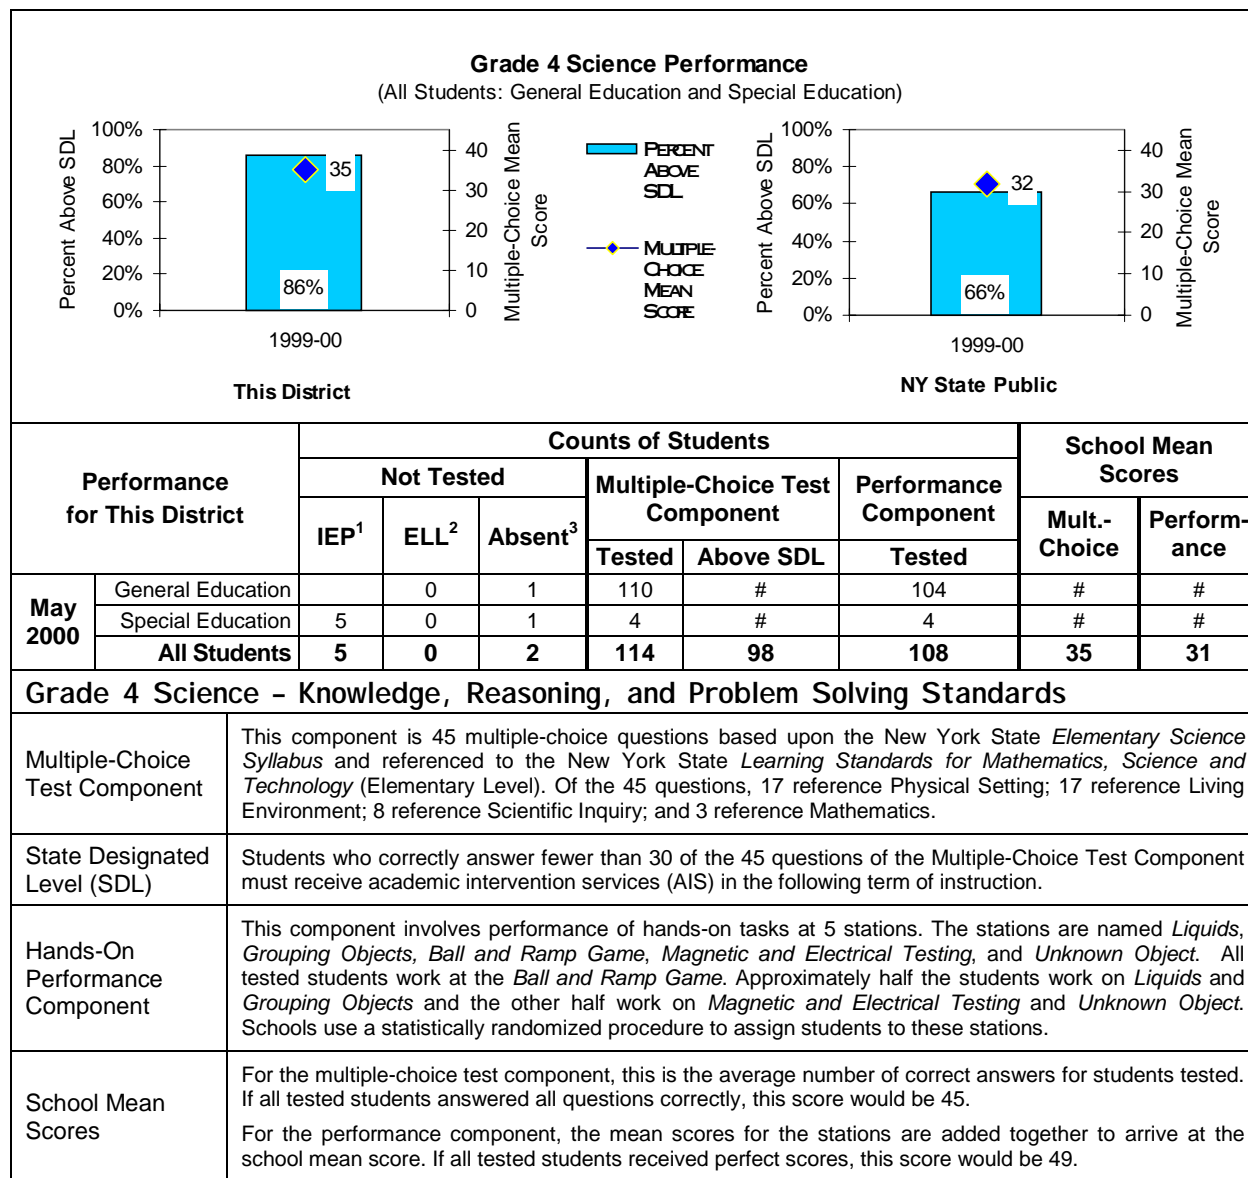 Grade 4 Science Performance
(All Students: General Education and Special Education)
Percent Above SDL
100%
80%
60%
40%
20%
0%
35
86%
40
30
20
10
0
Multiple-Choice Mean
Score
1999-00
This District
PERCENT
ABOVE
SDL
MULTIPLE-
CHOICE
MEAN
SCORE
Percent Above SDL
100%
80%
60%
40%
20%
0%
32
66%
40
30
20
10
0
Multiple-Choice Mean
Score
1999-00
NY State Public
Performance
for This District
Counts of Students
School Mean
Scores
Not Tested
Multiple-Choice Test
Component
Performance
Component
IEP1 ELL2 Absent3
Tested Above SDL Tested
Mult.-
Choice
Perform-
ance
May
2000
General Education 0 1 110 # 104 # #
Special Education 5 0 1 4 # 4 # #
All Students 5 0 2 114 98 108 35 31
Grade 4 Science – Knowledge, Reasoning, and Problem Solving Standards
Multiple-Choice
Test Component
This component is 45 multiple-choice questions based upon the New York State Elementary Science
Syllabus and referenced to the New York State Learning Standards for Mathematics, Science and
Technology (Elementary Level). Of the 45 questions, 17 reference Physical Setting; 17 reference Living
Environment; 8 reference Scientific Inquiry; and 3 reference Mathematics.
State Designated
Level (SDL)
Students who correctly answer fewer than 30 of the 45 questions of the Multiple-Choice Test Component
must receive academic intervention services (AIS) in the following term of instruction.
Hands-On
Performance
Component
This component involves performance of hands-on tasks at 5 stations. The stations are named Liquids,
Grouping Objects, Ball and Ramp Game, Magnetic and Electrical Testing, and Unknown Object. All
tested students work at the Ball and Ramp Game. Approximately half the students work on Liquids and
Grouping Objects and the other half work on Magnetic and Electrical Testing and Unknown Object.
Schools use a statistically randomized procedure to assign students to these stations.
School Mean
Scores
For the multiple-choice test component, this is the average number of correct answers for students tested.
If all tested students answered all questions correctly, this score would be 45.
For the performance component, the mean scores for the stations are added together to arrive at the
school mean score. If all tested students received perfect scores, this score would be 49.